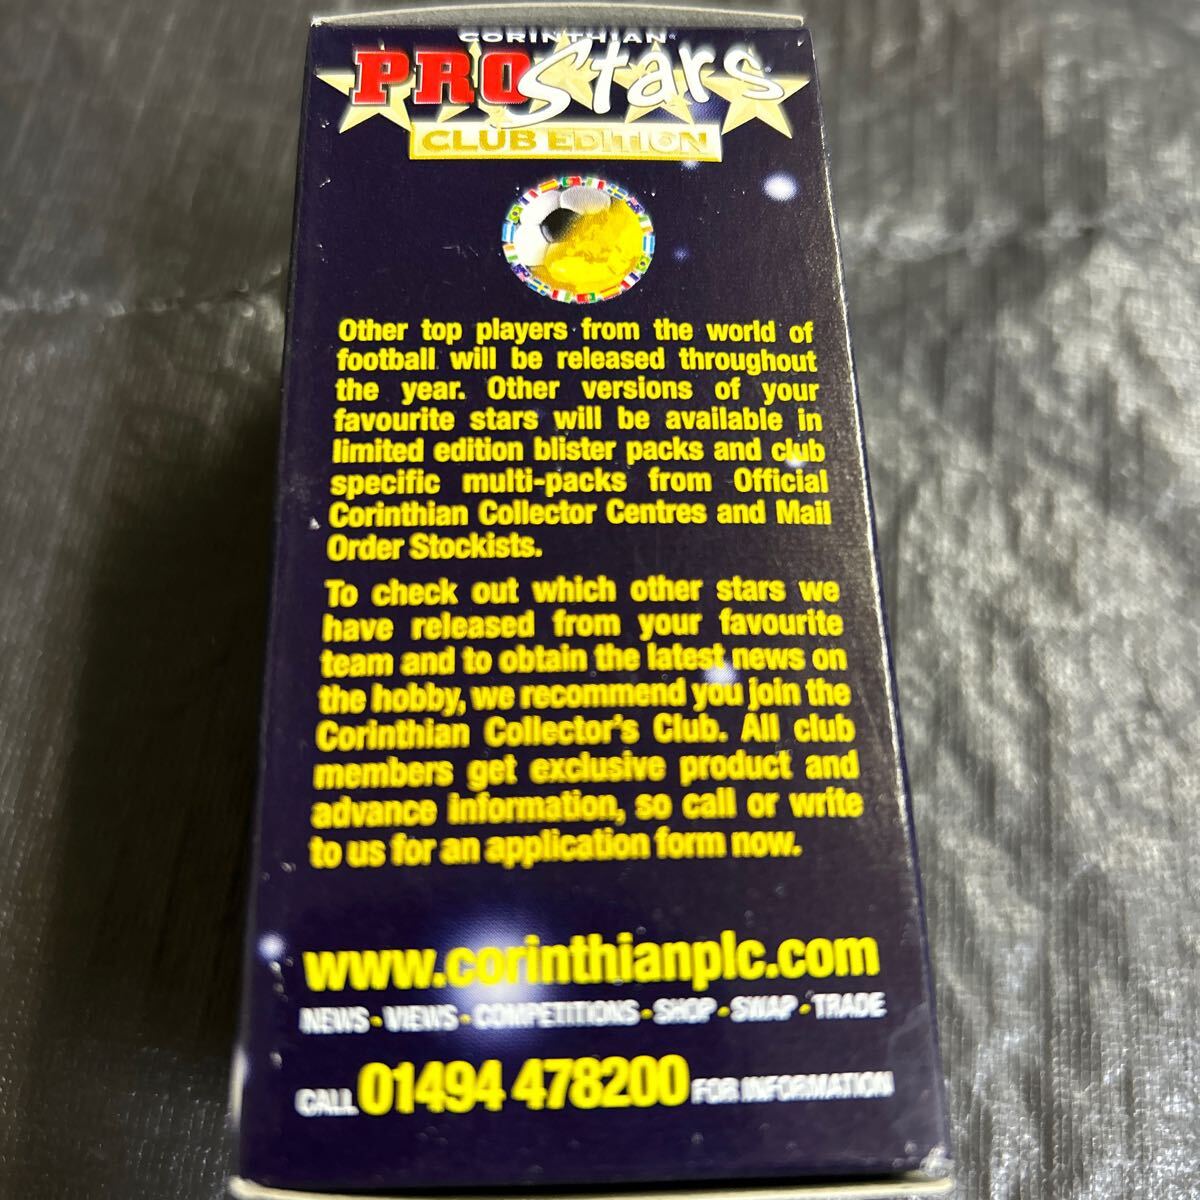 CORINTHIAN®
PROStars®
CLUB EDITION
Other top players from the world of
football will be released throughout
the year. Other versions of your
favourite stars will be available in
limited edition blister packs and club
specific multi-packs from Official
Corinthian Collector Centres and Mail
Order Stockists.
To check out which other stars we
have released from your favourite
team and to obtain the latest news on
the hobby, we recommend you join the
Corinthian Collector's Club. All club
members get exclusive product and
advance information, so call or write
to us for an application form now.
www.corinthianplc.com
NEWS • VIEWS • COMPETITIONS • SHOP • SWAP • TRADE
CALL 01494 478200 FOR INFORMATION